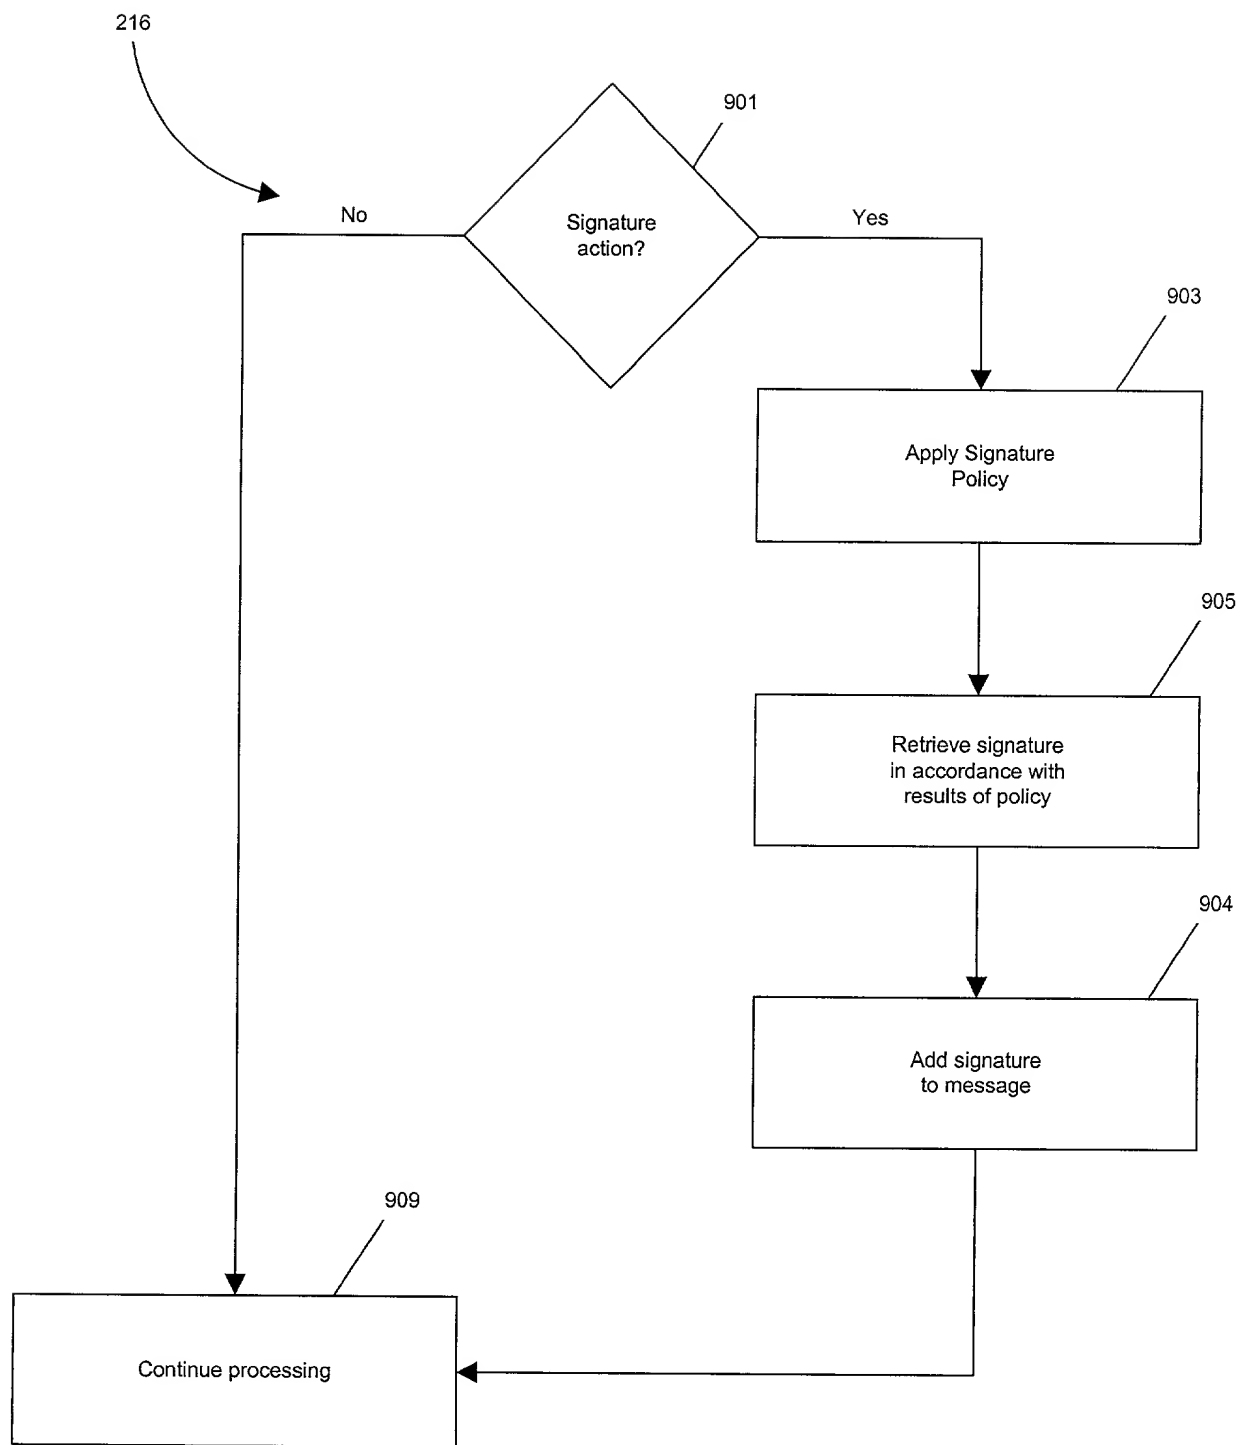 216
901
Signature
action?
No
Yes
903
Apply Signature
Policy
905
Retrieve signature
in accordance with
results of policy
904
Add signature
to message
909
Continue processing